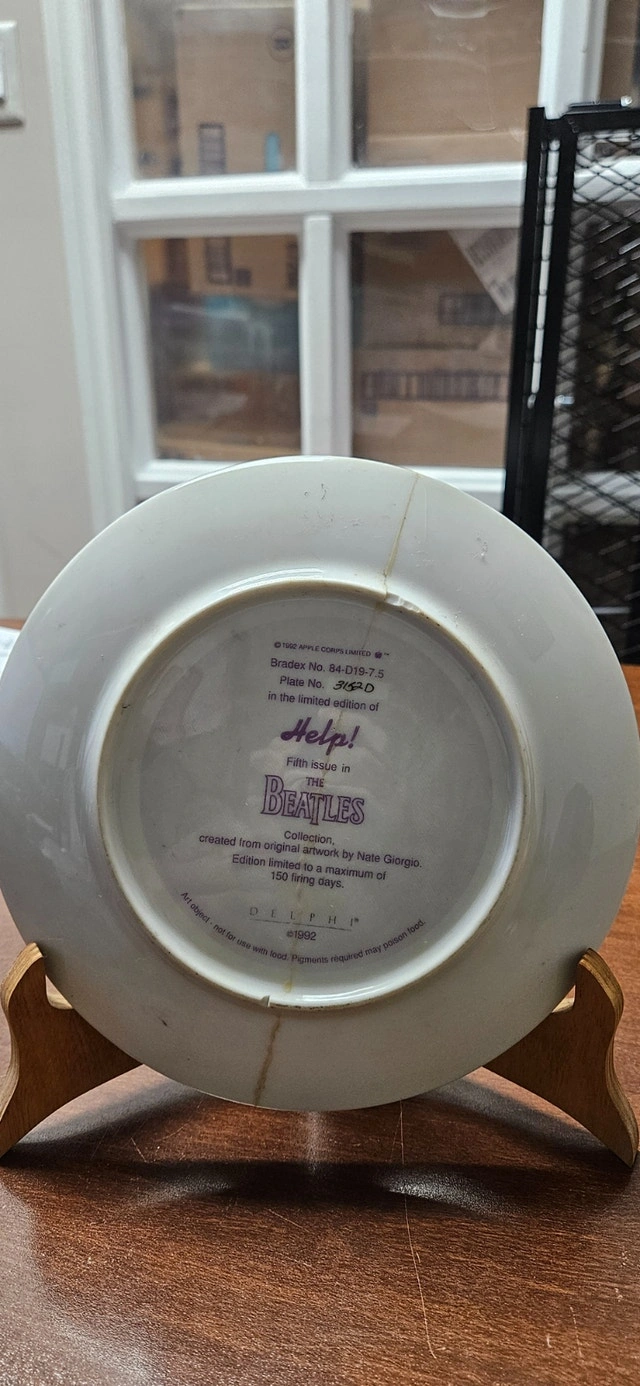 ©1992 APPLE CORPS LIMITED ™
Bradex No. 84-D19-7.5
Plate No. 3152D
in the limited edition of
Help!
Fifth issue in
THE
BEATLES
Collection,
created from original artwork by Nate Giorgio.
Edition limited to a maximum of
150 firing days.
DELPHI®
©1992
Art object - not for use with food. Pigments required may poison food.